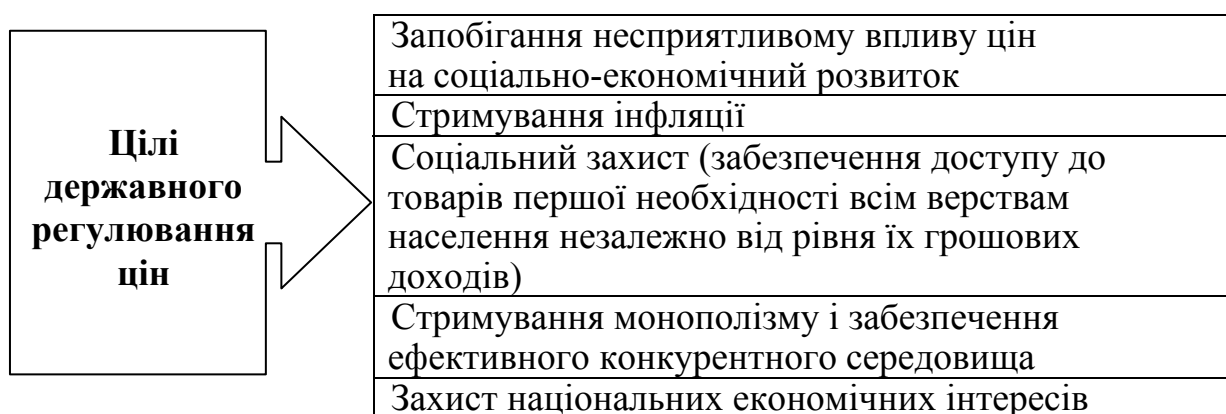 Цілі
державного
регулювання
цін
Запобігання несприятливому впливу цін
на соціально-економічний розвиток
Стримування інфляції
Соціальний захист (забезпечення доступу до
товарів першої необхідності всім верствам
населення незалежно від рівня їх грошових
доходів)
Стримування монополізму і забезпечення
ефективного конкурентного середовища
Захист національних економічних інтересів